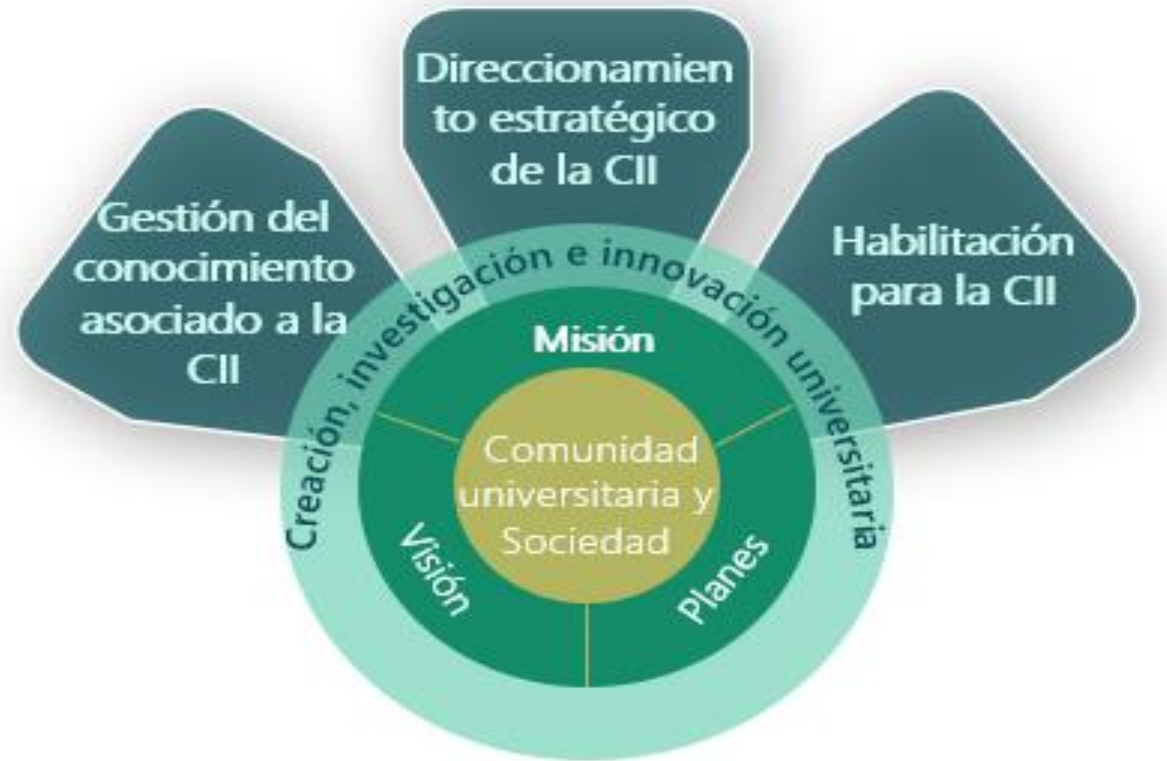 Direccionamien
to estratégico
de la CII
Gestión del
conocimiento
asociado a la
CII
Habilitación
para la CII
Creación, investigación e innovación universitaria
Misión
Comunidad
universitaria y
Sociedad
Visión
Planes